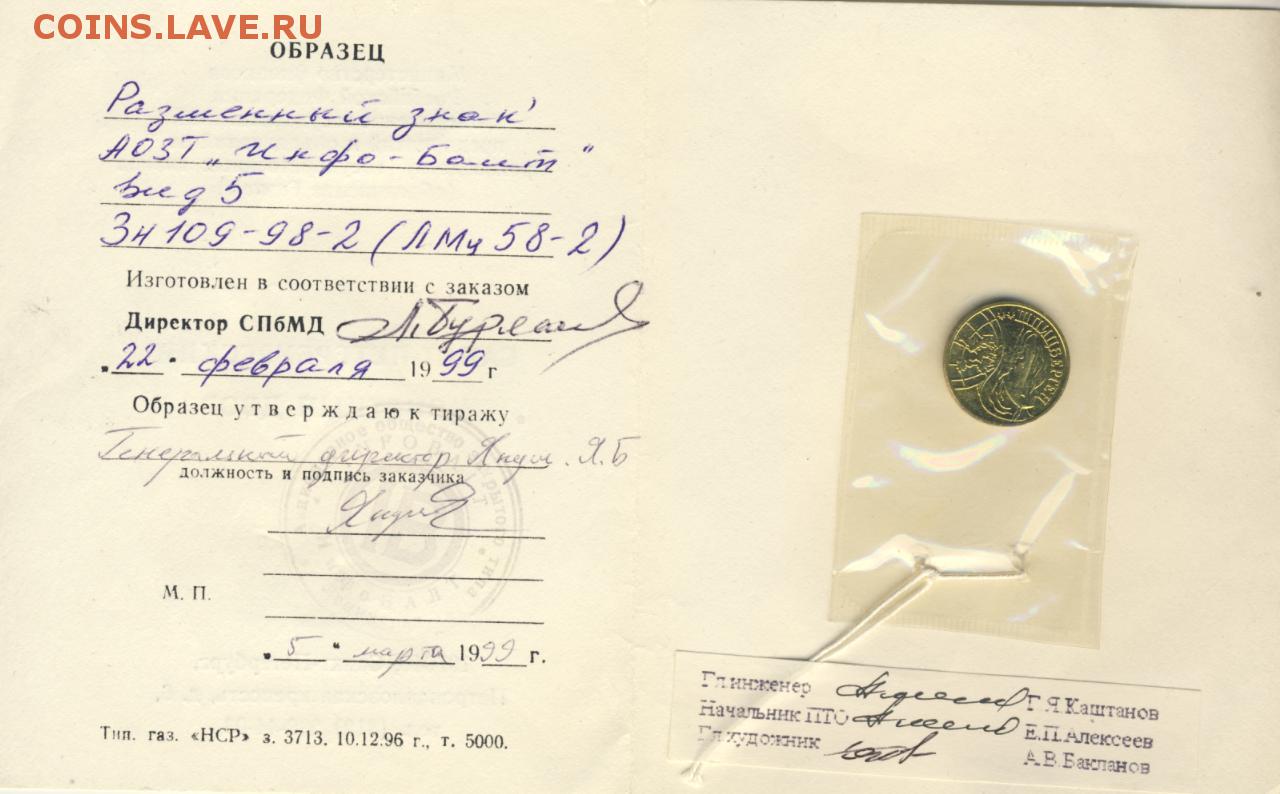 COINS.LAVE.RU
ОБРАЗЕЦ
Разменный знак
АОЗТ „Инфо-Балт"
вид 5
Зн 109-98-2 (ЛМц 58-2)
Изготовлен в соответствии с заказом
Директор СПбМД
„22" февраля 1999 г
Образец утверждаю к тиражу
Генеральный директор Я.Б
должность и подпись заказчика
М. П.
„5" марта 1999 г.
Тип. газ. «НСР» з. 3713. 10.12.96 г., т. 5000.
ШПИЦБЕРГЕН
Гл инженер Г.Я Каштанов
Начальник ПТО Е.П.Алексеев
Гл художник А.В.Бакланов